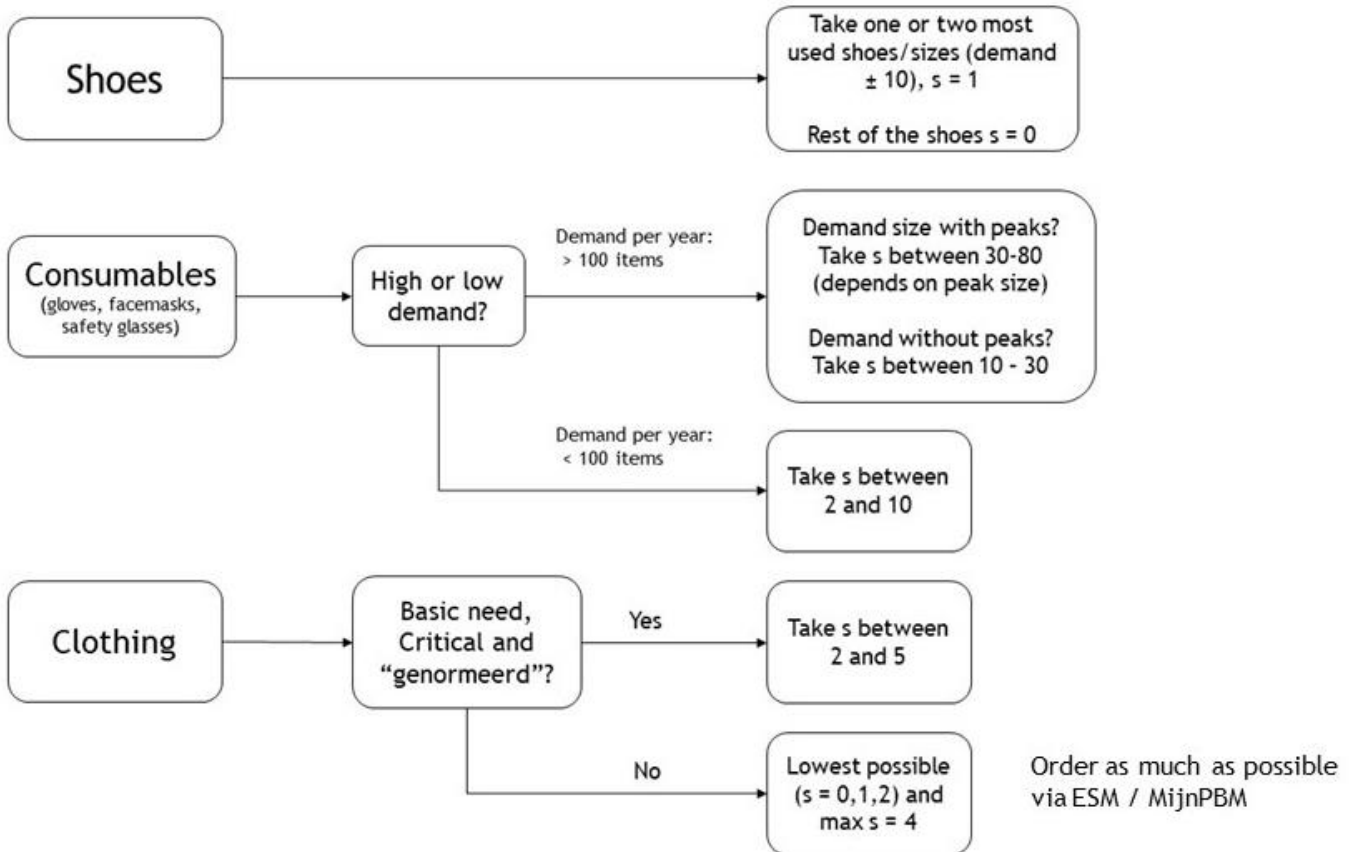 Shoes
Take one or two most
used shoes/sizes (demand
± 10), s = 1
Rest of the shoes s = 0
Consumables
(gloves, facemasks,
safety glasses)
High or low
demand?
Demand per year:
> 100 items
Demand size with peaks?
Take s between 30-80
(depends on peak size)
Demand without peaks?
Take s between 10 - 30
Demand per year:
< 100 items
Take s between
2 and 10
Clothing
Basic need,
Critical and
“genormeerd”?
Yes
Take s between
2 and 5
No
Lowest possible
(s = 0,1,2) and
max s = 4
Order as much as possible
via ESM / MijnPBM